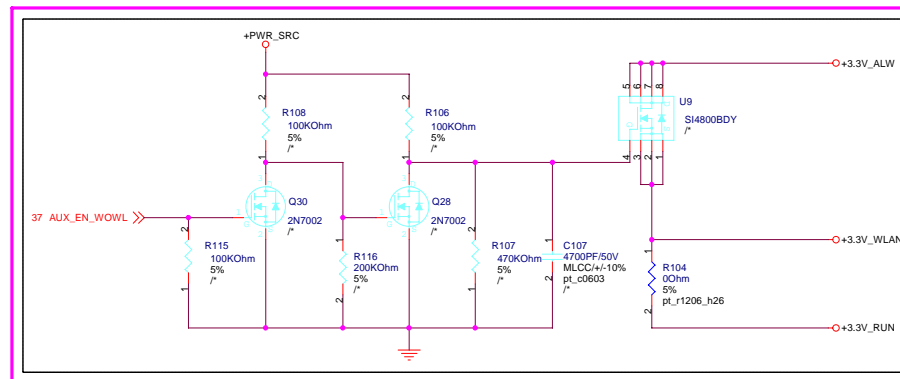 +PWR_SRC
+3.3V_ALW
5
6
7
8
U9
SI4800BDY
/*
4
3
2
1
2
R108
100KOhm
5%
/*
1
2
R106
100KOhm
5%
/*
1
Q30
2N7002
/*
Q28
2N7002
/*
37 AUX_EN_WOWL
2
R115
100KOhm
5%
/*
1
1
R116
200KOhm
5%
/*
2
1
R107
470KOhm
5%
/*
2
1
C107
4700PF/50V
MLCC/+/-10%
pt_c0603
/*
2
+3.3V_WLAN
1
R104
0Ohm
5%
pt_r1206_h26
2
+3.3V_RUN